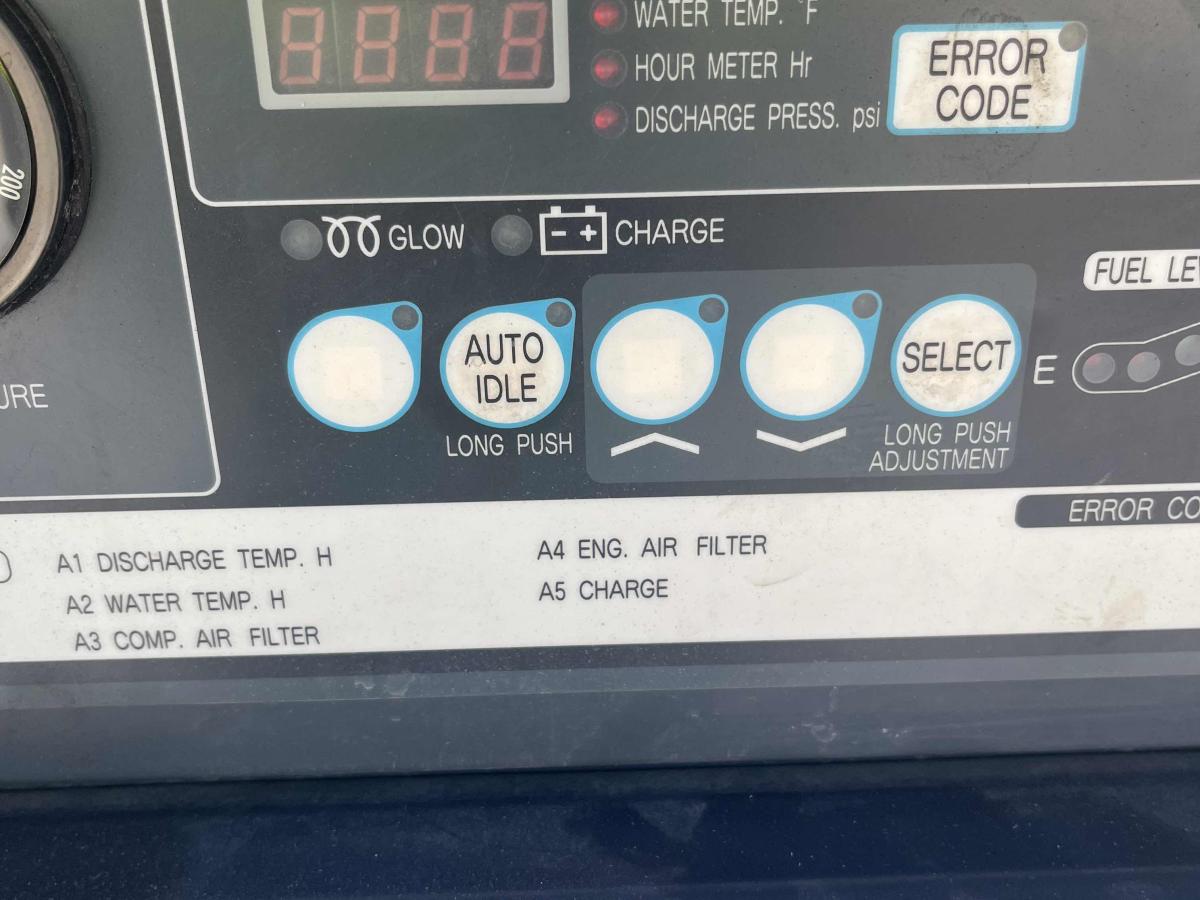 8888
WATER TEMP. °F
HOUR METER Hr
DISCHARGE PRESS. psi
ERROR
CODE
200
GLOW
- +
CHARGE
FUEL LEV
AUTO
IDLE
SELECT
E
URE
LONG PUSH
LONG PUSH
ADJUSTMENT
ERROR CO
A1 DISCHARGE TEMP. H
A2 WATER TEMP. H
A3 COMP. AIR FILTER
A4 ENG. AIR FILTER
A5 CHARGE